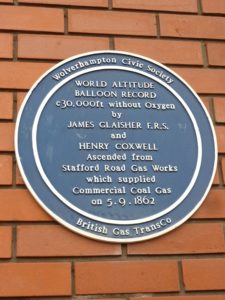 Wolverhampton Civic Society
WORLD ALTITUDE
BALLOON RECORD
c30,000ft without Oxygen
by
JAMES GLAISHER F.R.S.
and
HENRY COXWELL
Ascended from
Stafford Road Gas Works
which supplied
Commercial Coal Gas
on 5.9.1862
British Gas TransCo